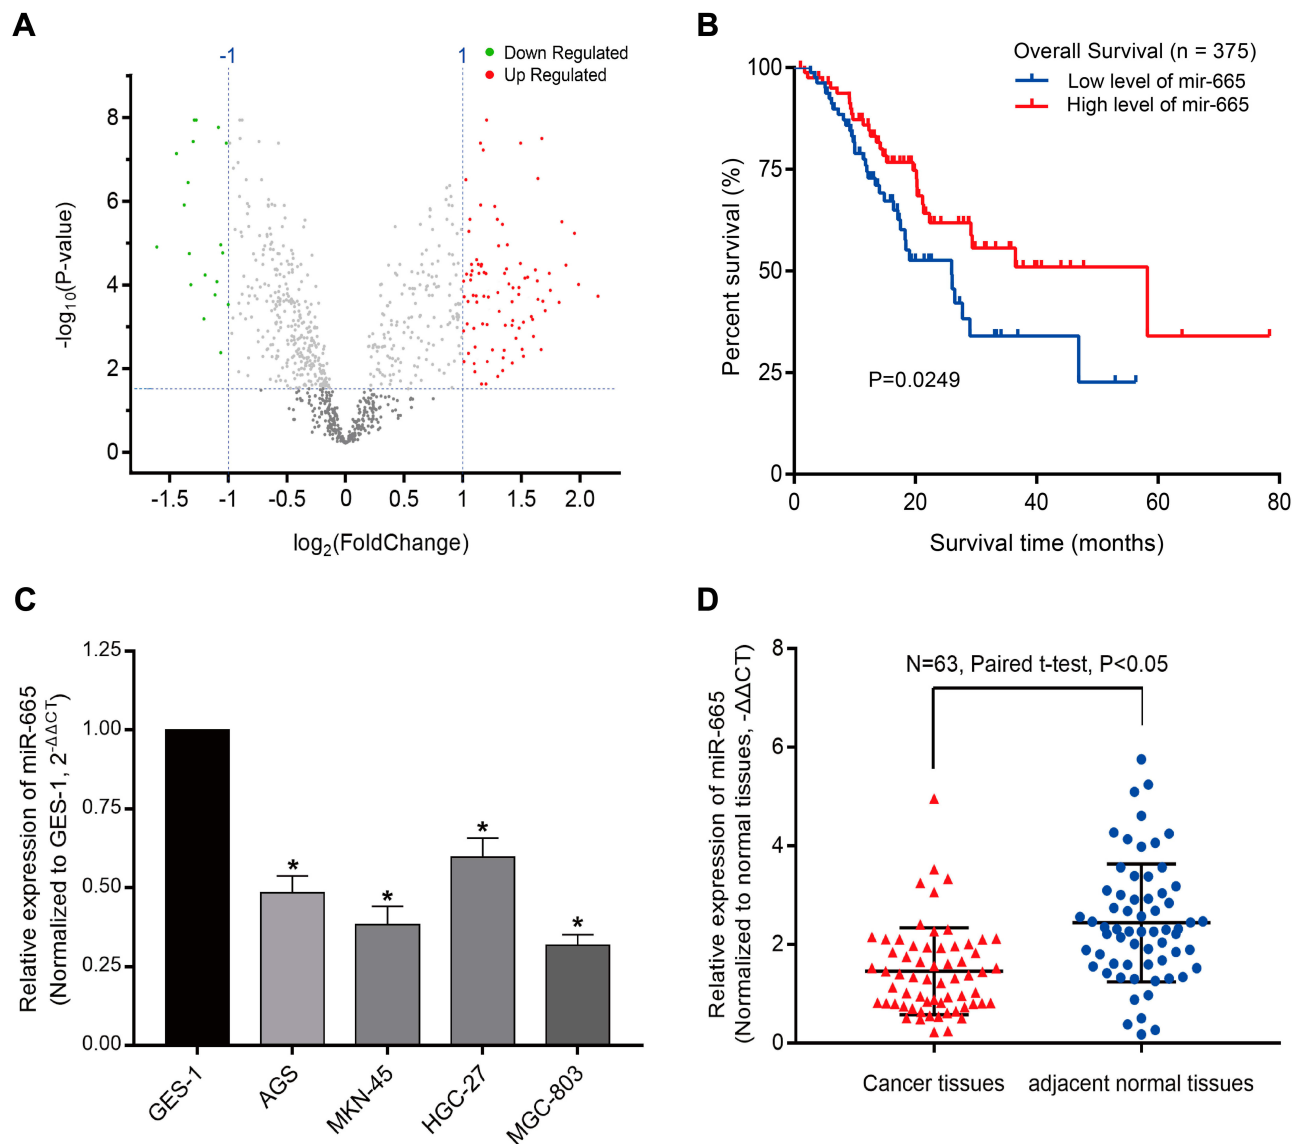 A
-1
1
Down Regulated
Up Regulated
8
6
4
2
0
-log10(P-value)
-1.5
-1
-0.5
0
0.5
1
1.5
2.0
log2(FoldChange)
B
Overall Survival (n = 375)
Low level of mir-665
High level of mir-665
100
75
50
25
0
Percent survival (%)
P=0.0249
0
20
40
60
80
Survival time (months)
C
1.25
1.00
0.75
0.50
0.25
0.00
Relative expression of miR-665
(Normalized to GES-1, 2-ΔΔCT)
*
*
*
*
GES-1
AGS
MKN-45
HGC-27
MGC-803
D
8
6
4
2
0
Relative expression of miR-665
(Normalized to normal tissues, -ΔΔCT)
N=63, Paired t-test, P<0.05
Cancer tissues
adjacent normal tissues